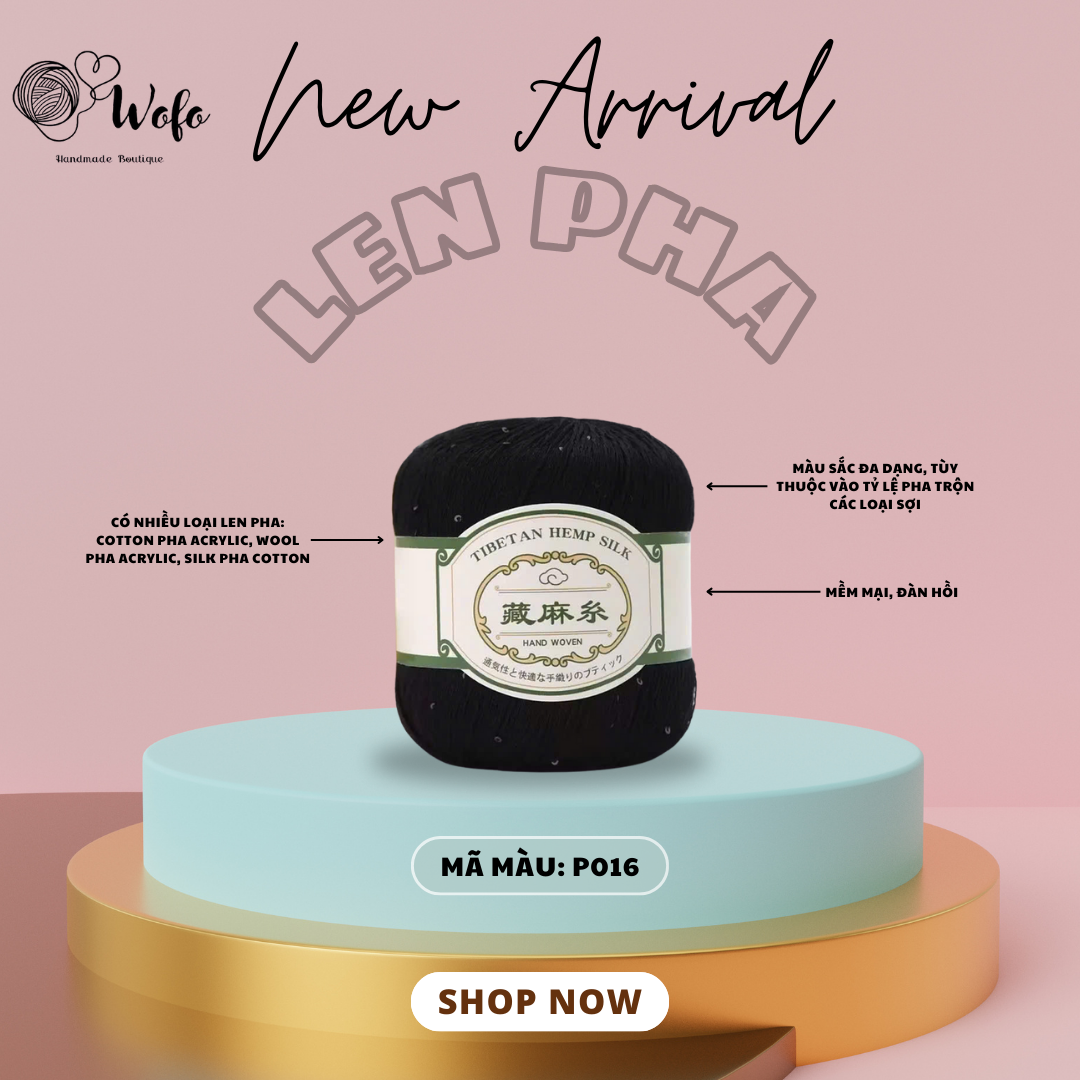 Wofo
Handmade Boutique
New Arrival
LEN PHA
CÓ NHIỀU LOẠI LEN PHA:
COTTON PHA ACRYLIC, WOOL
PHA ACRYLIC, SILK PHA COTTON
MÀU SẮC ĐA DẠNG, TÙY
THUỘC VÀO TỶ LỆ PHA TRỘN
CÁC LOẠI SỢI
MỀM MẠI, ĐÀN HỒI
TIBETAN HEMP SILK
藏麻糸
HAND WOVEN
通気性と快適な手織りのブティック
MÃ MÀU: P016
SHOP NOW